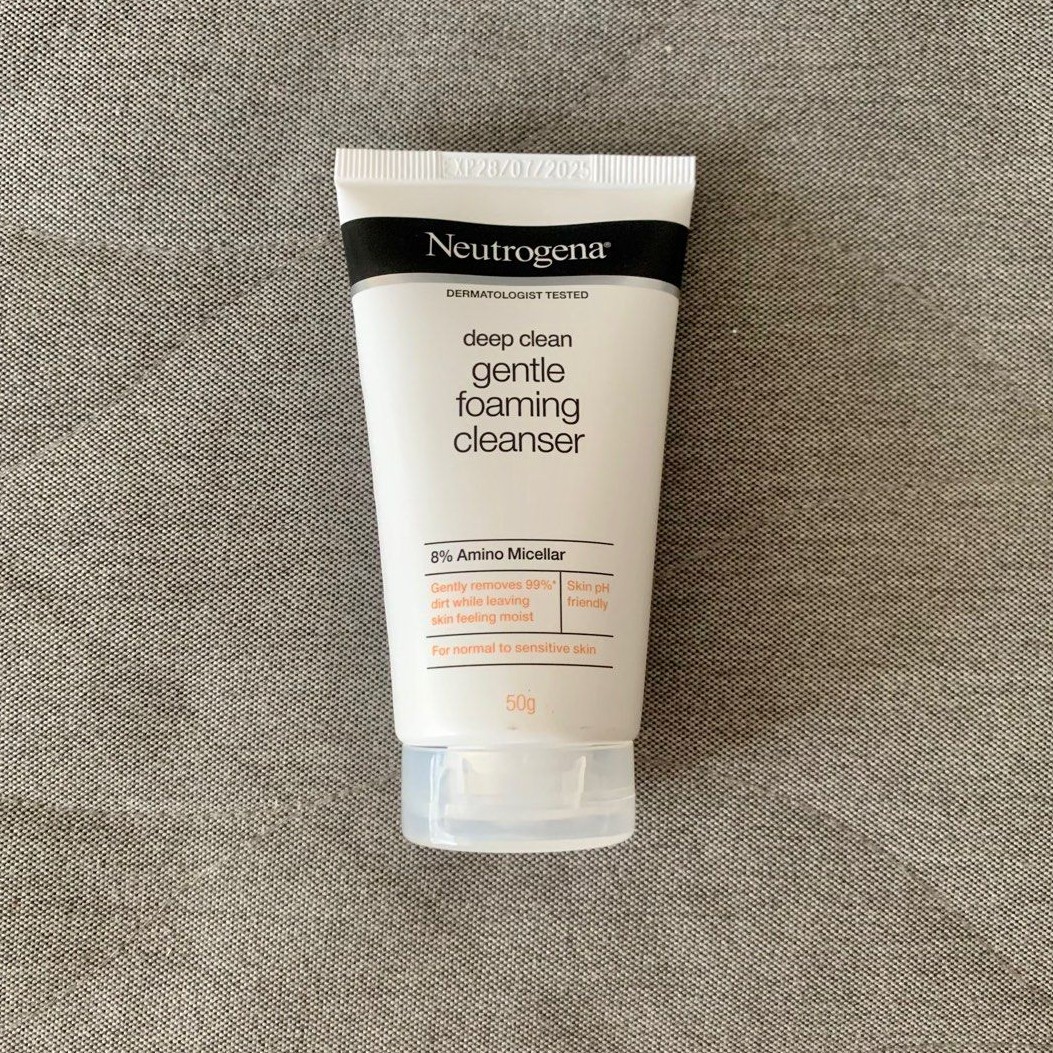 XP28/07/2025
Neutrogena®
DERMATOLOGIST TESTED
deep clean
gentle
foaming
cleanser
8% Amino Micellar
Gently removes 99%*
dirt while leaving
skin feeling moist
Skin pH
friendly
For normal to sensitive skin
50g